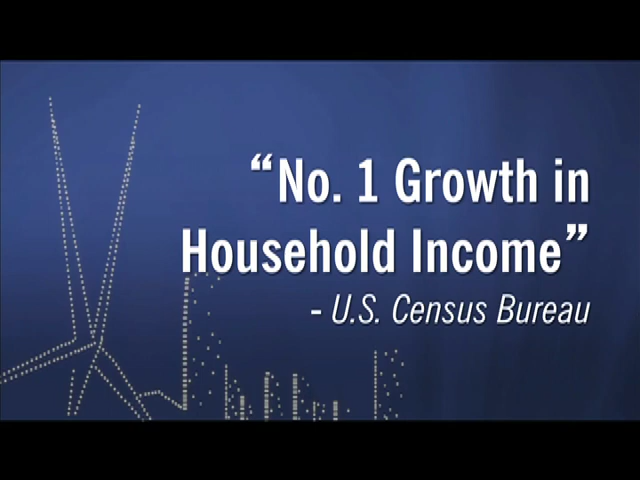 “No. 1 Growth in
Household Income”
- U.S. Census Bureau